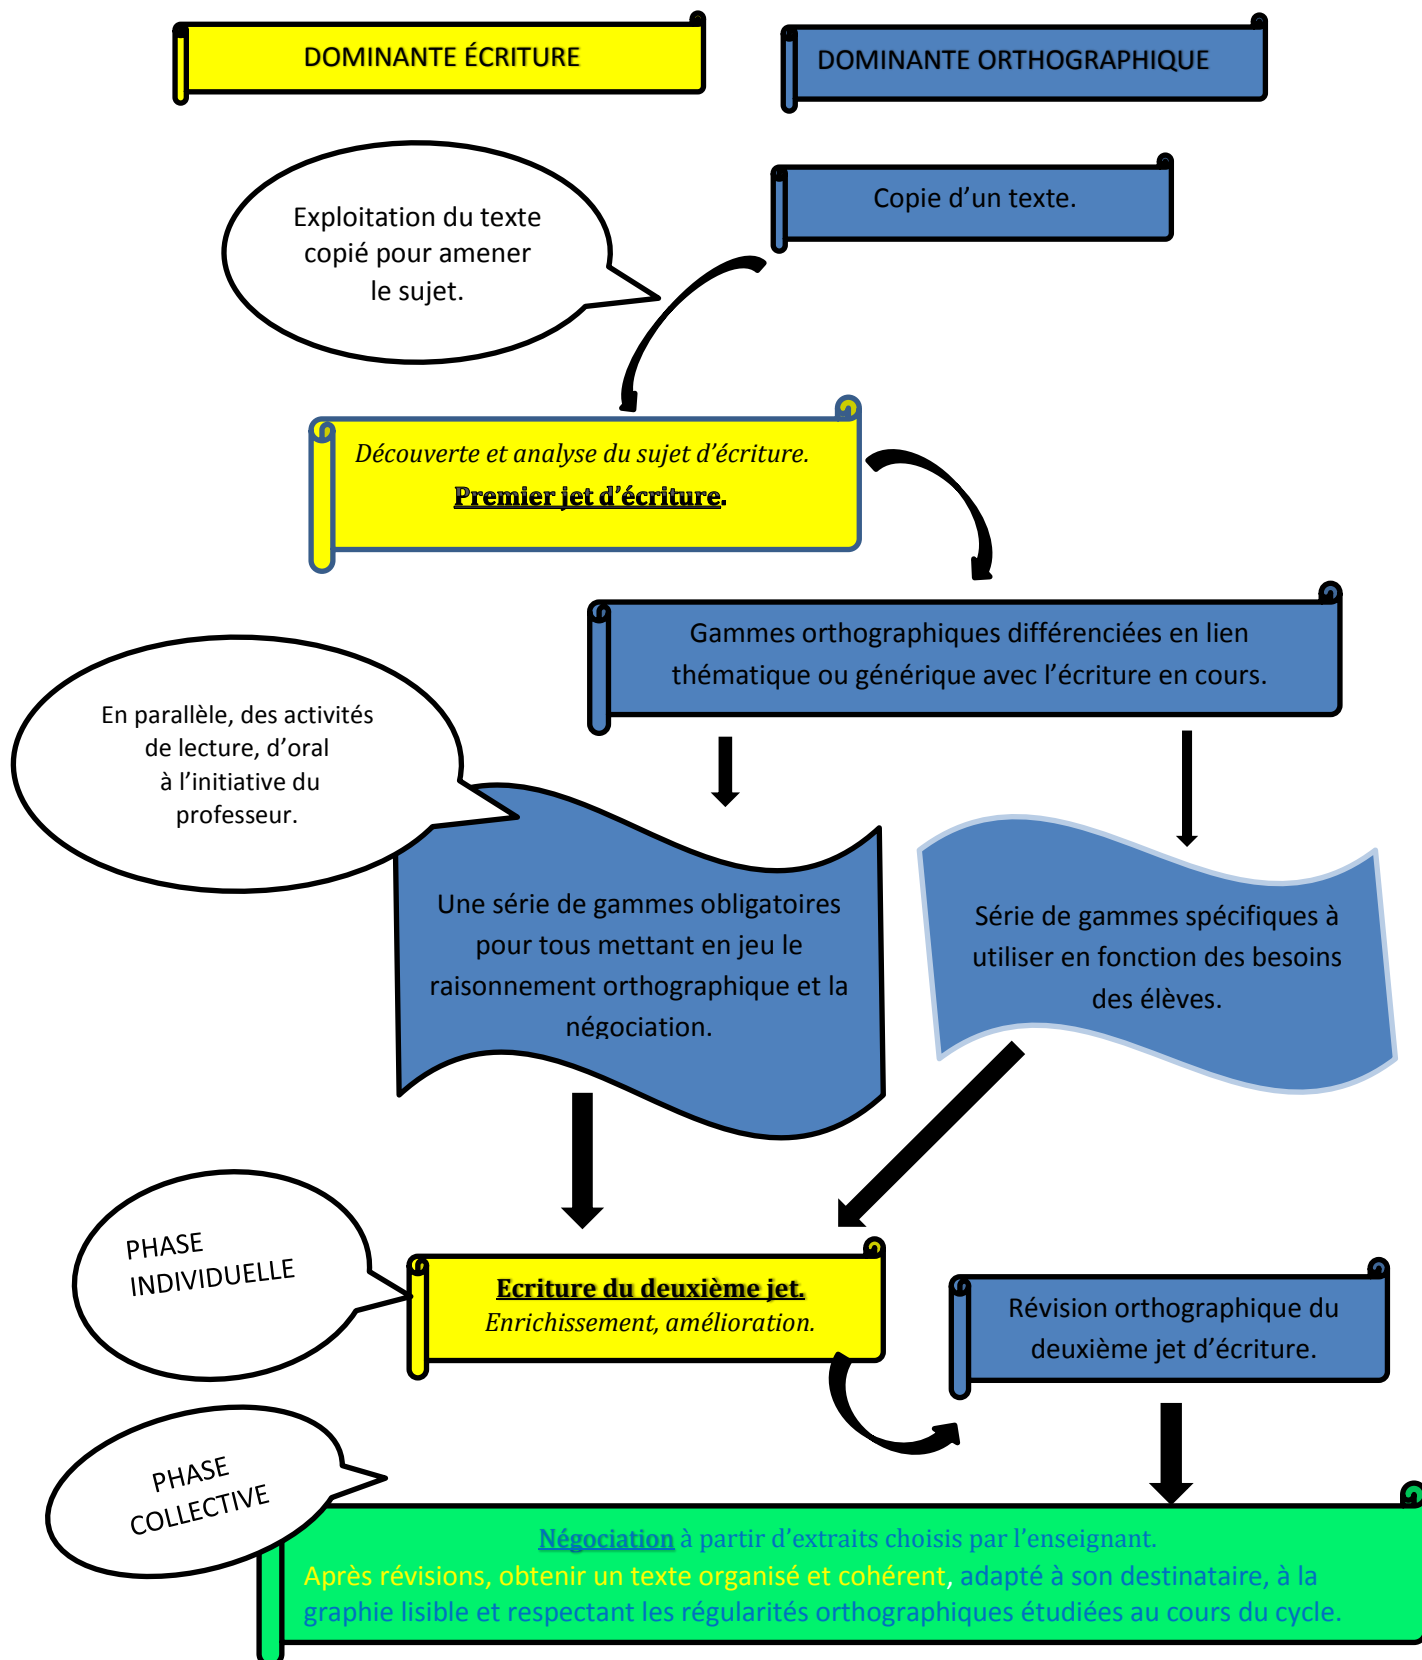 DOMINANTE ÉCRITURE
DOMINANTE ORTHOGRAPHIQUE
Copie d’un texte.
Exploitation du texte
copié pour amener
le sujet.
Découverte et analyse du sujet d’écriture.
Premier jet d’écriture.
Gammes orthographiques différenciées en lien
thématique ou générique avec l’écriture en cours.
En parallèle, des activités
de lecture, d’oral
à l’initiative du
professeur.
Une série de gammes obligatoires
pour tous mettant en jeu le
raisonnement orthographique et la
négociation.
Série de gammes spécifiques à
utiliser en fonction des besoins
des élèves.
PHASE
INDIVIDUELLE
Ecriture du deuxième jet.
Enrichissement, amélioration.
Révision orthographique du
deuxième jet d’écriture.
PHASE
COLLECTIVE
Négociation à partir d’extraits choisis par l’enseignant.
Après révisions, obtenir un texte organisé et cohérent, adapté à son destinataire, à la
graphie lisible et respectant les régularités orthographiques étudiées au cours du cycle.